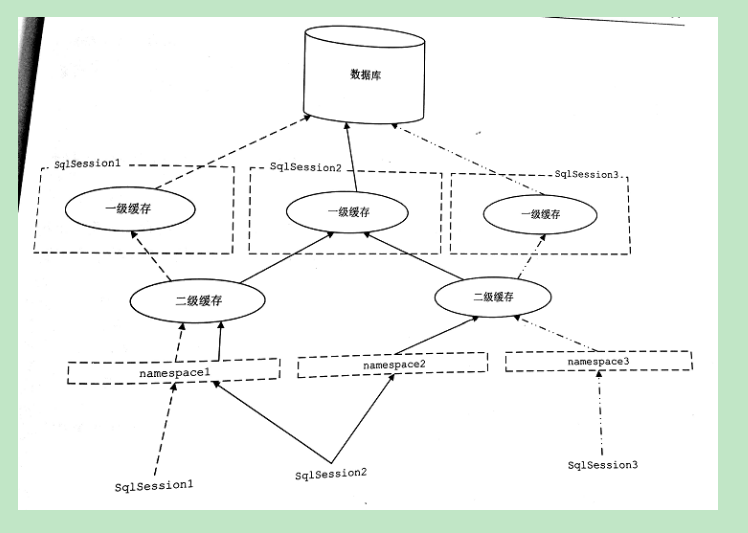 数据库
SqlSession1
SqlSession2
SqlSession3
一级缓存
一级缓存
一级缓存
二级缓存
二级缓存
namespace1
namespace2
namespace3
SqlSession1
SqlSession2
SqlSession3